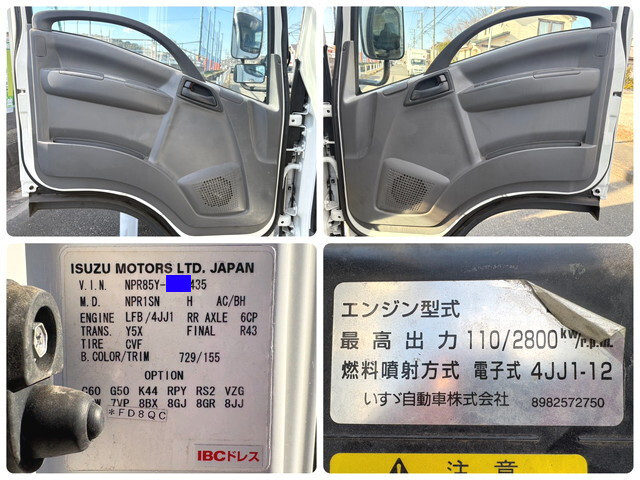 ISUZU MOTORS LTD. JAPAN
V.I.N. NPR85Y- 435
M.D. NPR1SN H AC/BH
ENGINE LFB/4JJ1 RR AXLE 6CP
TRANS. Y5X FINAL R43
TIRE CVF
B.COLOR/TRIM 729/155
OPTION
C60 G50 K44 RPY RS2 VZG
7VP 8BX 8GJ 8GR 8JJ
*FD8QC
IBCドレス
エンジン型式
最高出力 110/2800 kW/r.p.m.
燃料噴射方式 電子式 4JJ1-12
いすゞ自動車株式会社 8982572750
注意